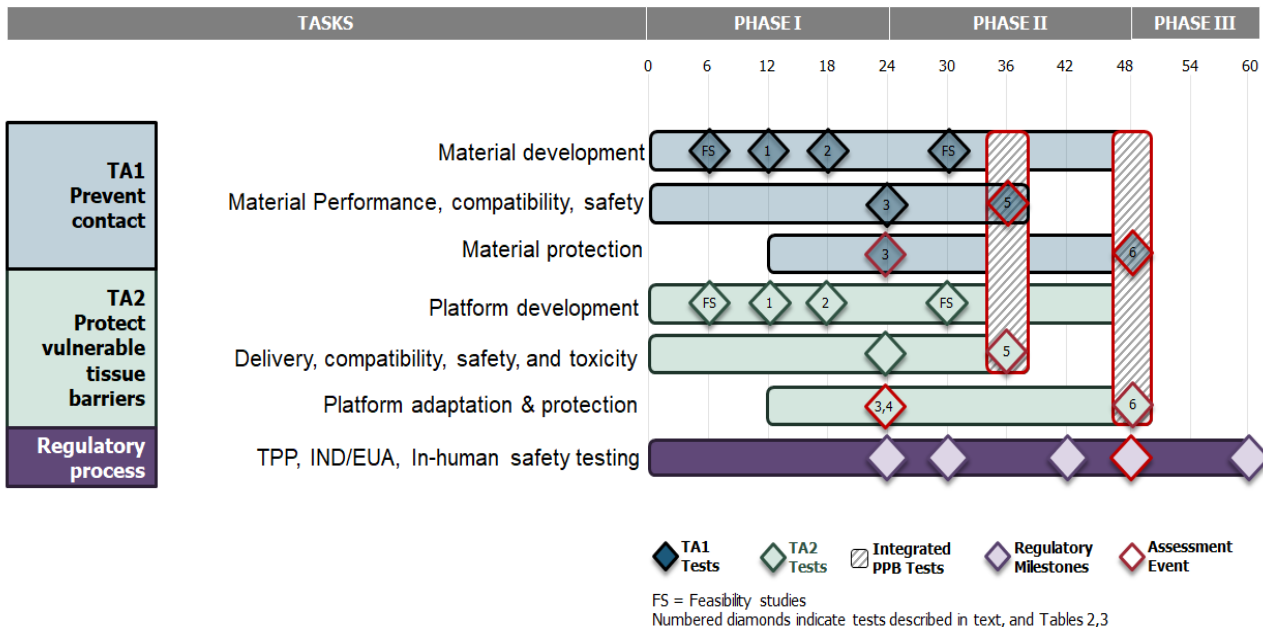 TASKS PHASE I PHASE II PHASE III
0 6 12 18 24 30 36 42 48 54 60
TA1
Prevent
contact
Material development
FS 1 2 FS
Material Performance, compatibility, safety
3 5
Material protection
3 6
TA2
Protect
vulnerable
tissue
barriers
Platform development
FS 1 2 FS
Delivery, compatibility, safety, and toxicity
5
Platform adaptation & protection
3,4 6
Regulatory
process
TPP, IND/EUA, In-human safety testing
TA1
Tests
TA2
Tests
Integrated
PPB Tests
Regulatory
Milestones
Assessment
Event
FS = Feasibility studies
Numbered diamonds indicate tests described in text, and Tables 2,3